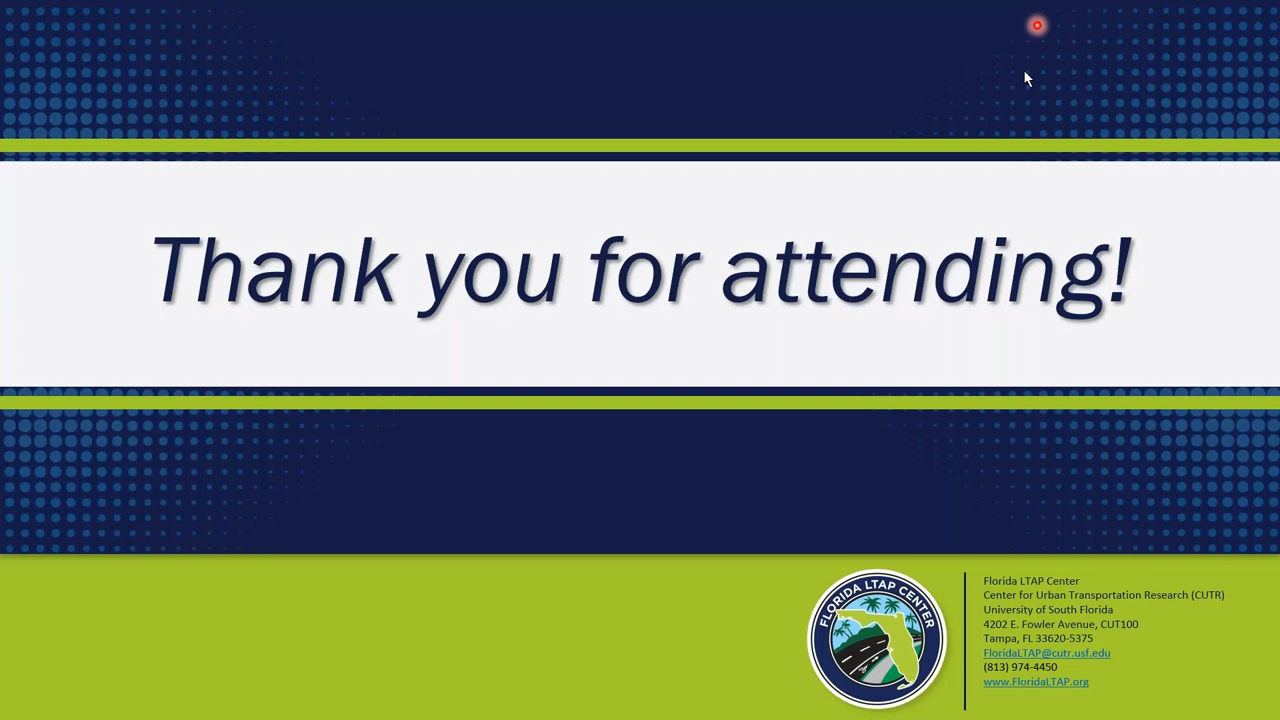 Thank you for attending!
FLORIDA LTAP CENTER
Florida LTAP Center
Center for Urban Transportation Research (CUTR)
University of South Florida
4202 E. Fowler Avenue, CUT100
Tampa, FL 33620-5375
FloridaLTAP@cutr.usf.edu
(813) 974-4450
www.FloridaLTAP.org